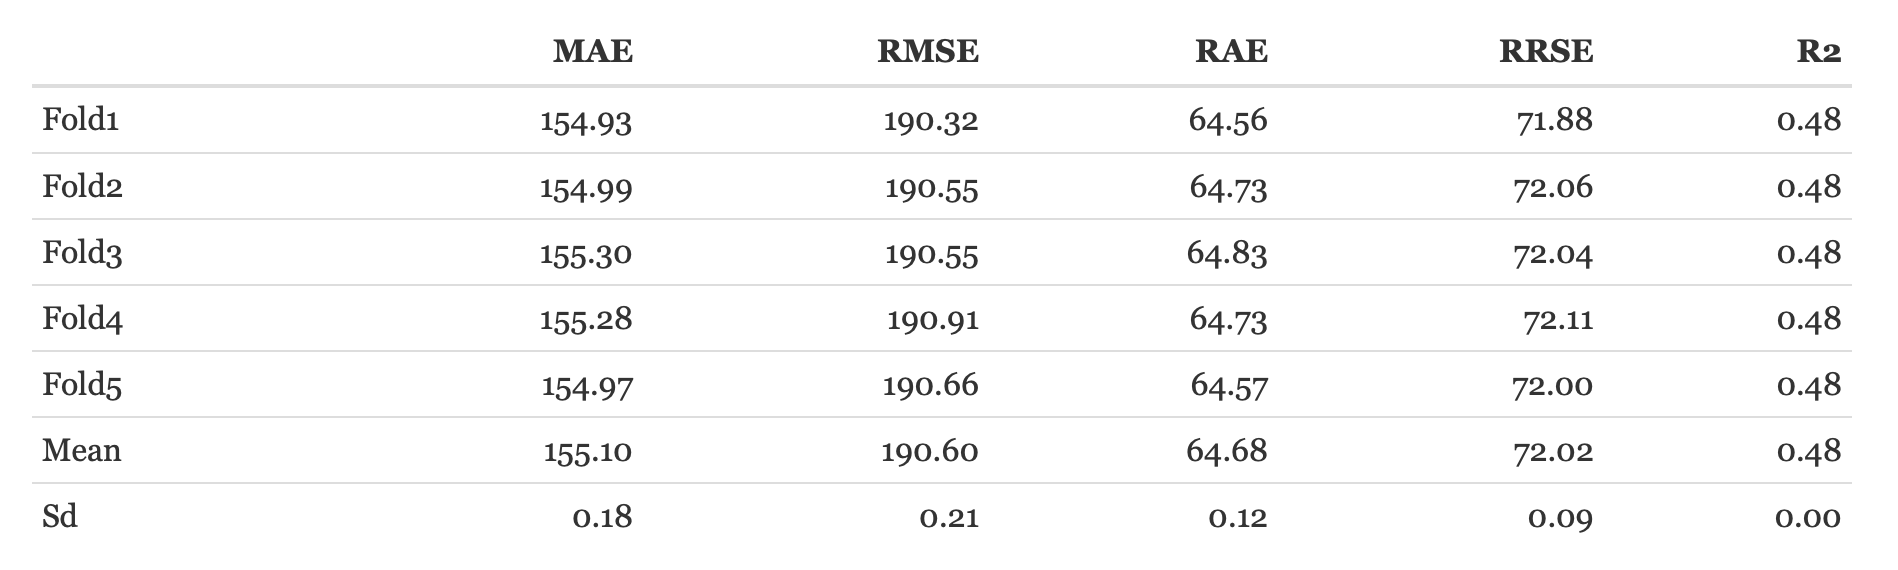 MAE RMSE RAE RRSE R2
Fold1 154.93 190.32 64.56 71.88 0.48
Fold2 154.99 190.55 64.73 72.06 0.48
Fold3 155.30 190.55 64.83 72.04 0.48
Fold4 155.28 190.91 64.73 72.11 0.48
Fold5 154.97 190.66 64.57 72.00 0.48
Mean 155.10 190.60 64.68 72.02 0.48
Sd 0.18 0.21 0.12 0.09 0.00